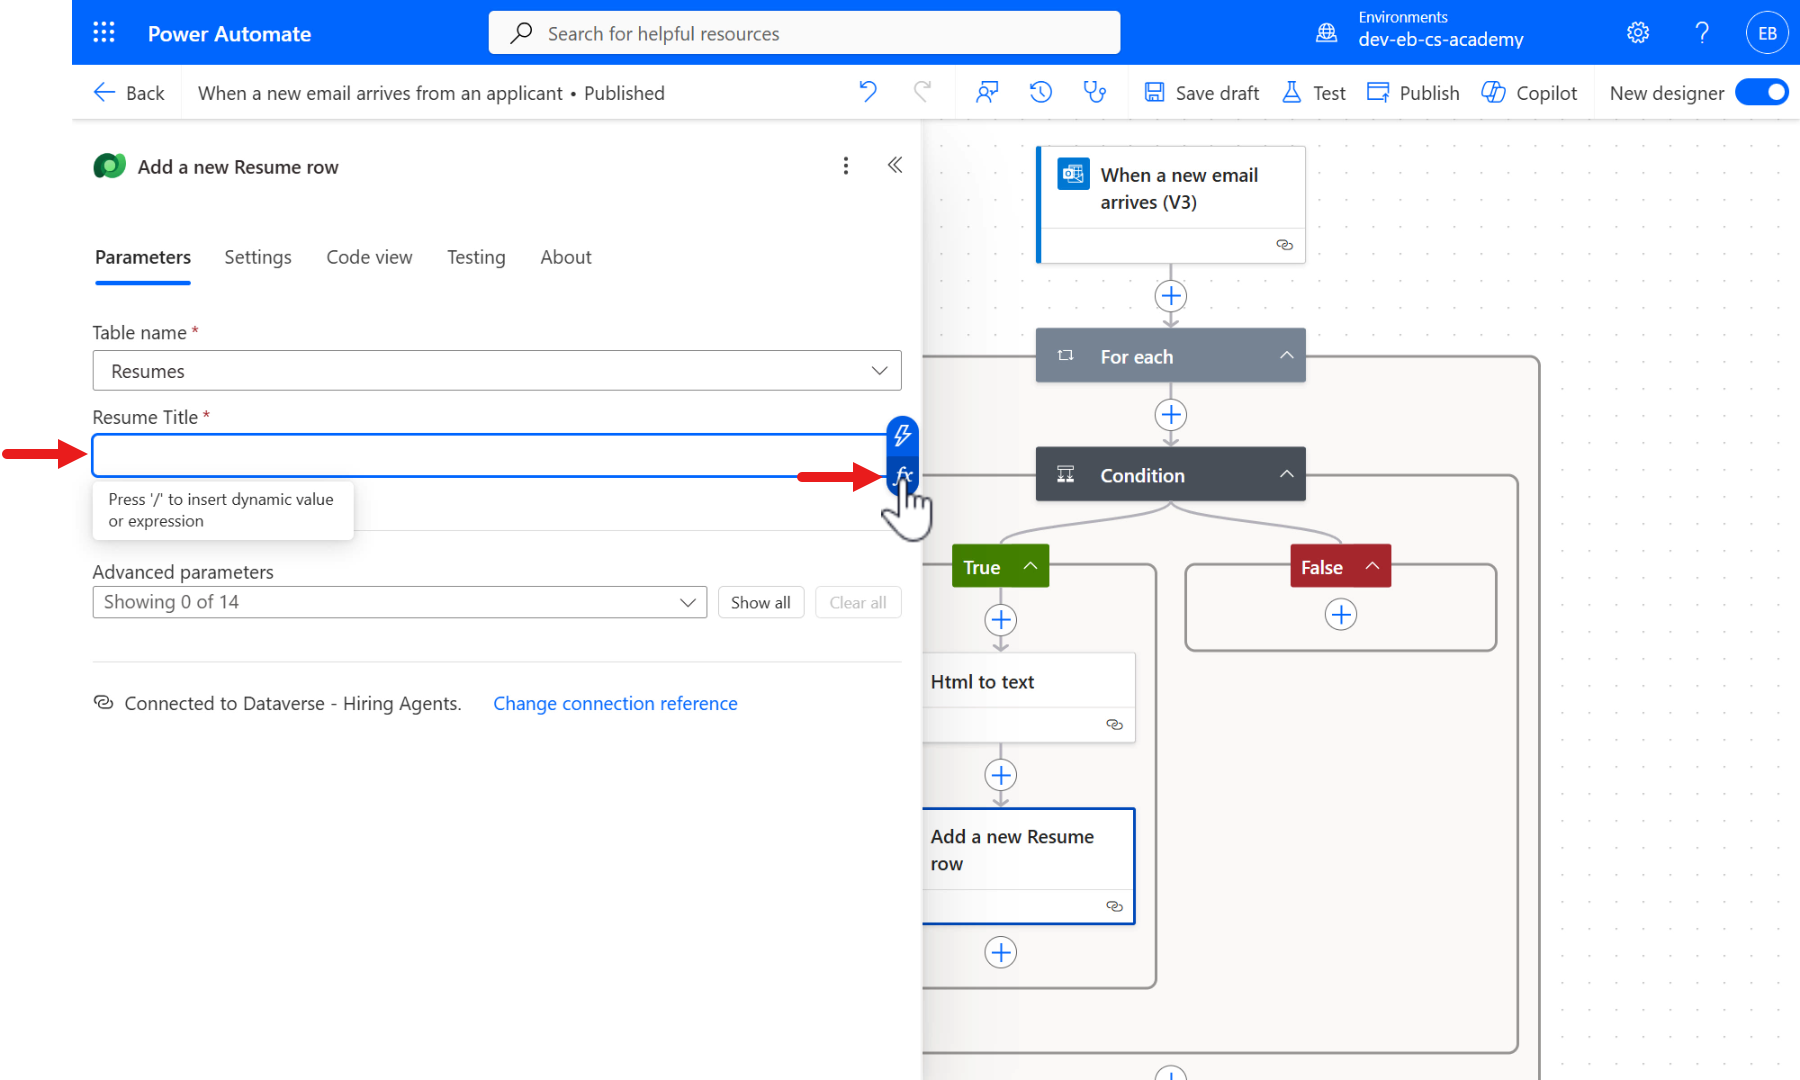 Power Automate
Search for helpful resources
Environments
dev-eb-cs-academy
?
EB
Back
When a new email arrives from an applicant • Published
Save draft
Test
Publish
Copilot
New designer
Add a new Resume row
Parameters
Settings
Code view
Testing
About
Table name *
Resumes
Resume Title *
fx
Press '/' to insert dynamic value
or expression
Advanced parameters
Showing 0 of 14
Show all
Clear all
Connected to Dataverse - Hiring Agents.
Change connection reference
When a new email
arrives (V3)
For each
Condition
True
False
Html to text
Add a new Resume
row